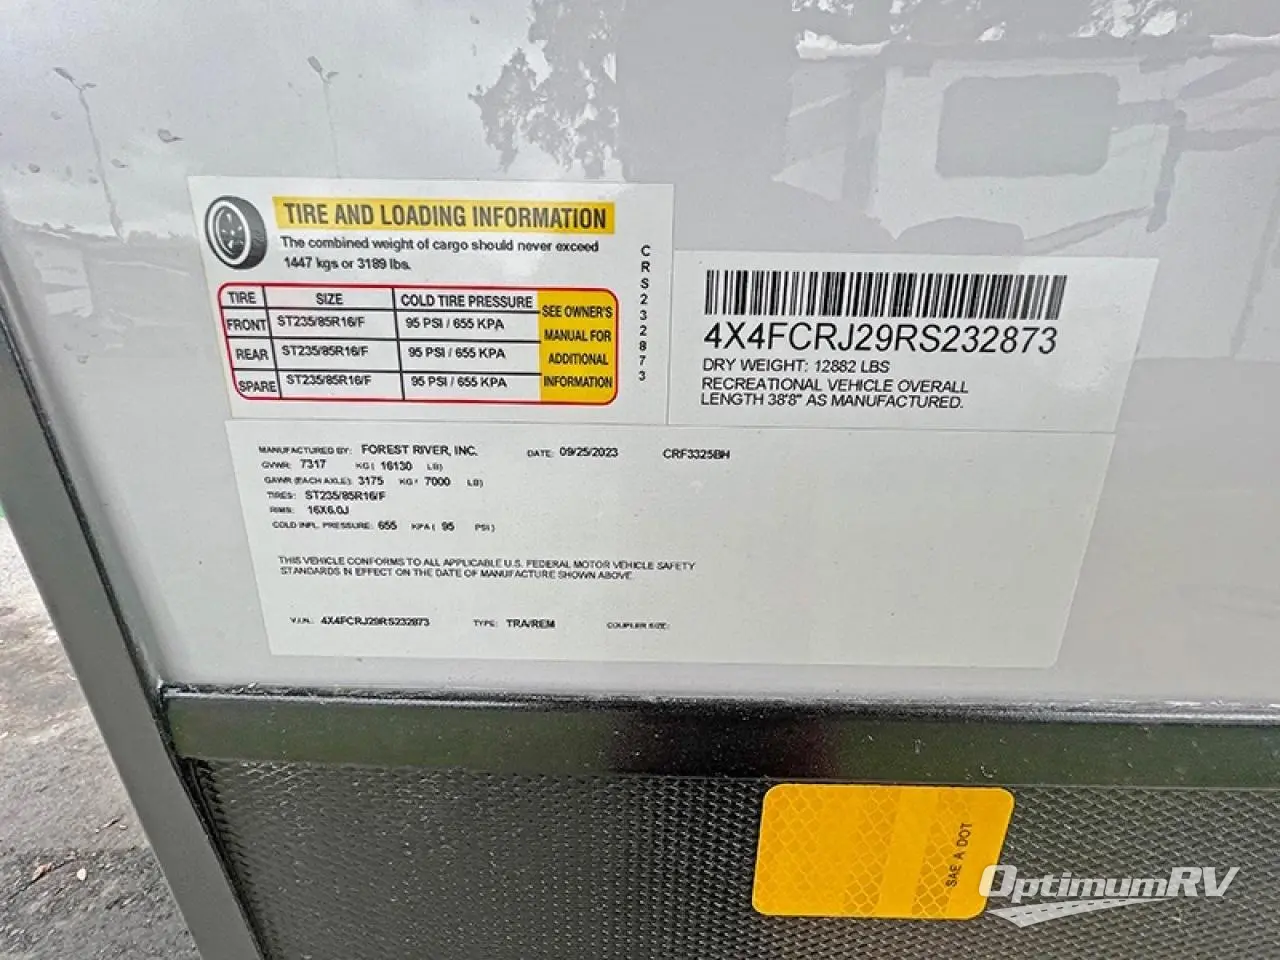 TIRE AND LOADING INFORMATION
The combined weight of cargo should never exceed
1447 kgs or 3189 lbs.
TIRE SIZE COLD TIRE PRESSURE SEE OWNER'S MANUAL FOR ADDITIONAL INFORMATION
FRONT ST235/85R16/F 95 PSI / 655 KPA
REAR ST235/85R16/F 95 PSI / 655 KPA
SPARE ST235/85R16/F 95 PSI / 655 KPA
CRS232873
4X4FCRJ29RS232873
DRY WEIGHT: 12882 LBS
RECREATIONAL VEHICLE OVERALL
LENGTH 38'8" AS MANUFACTURED.
MANUFACTURED BY: FOREST RIVER, INC. DATE: 09/25/2023 CRF3325BH
GVWR: 7317 KG( 16130 LB)
GAWR (EACH AXLE): 3175 KG( 7000 LB)
TIRES: ST235/85R16/F
RIMS: 16X6.0J
COLD INFL. PRESSURE: 655 KPA( 95 PSI)
THIS VEHICLE CONFORMS TO ALL APPLICABLE U.S. FEDERAL MOTOR VEHICLE SAFETY
STANDARDS IN EFFECT ON THE DATE OF MANUFACTURE SHOWN ABOVE.
V.I.N.: 4X4FCRJ29RS232873 TYPE: TRA/REM COUPLER SIZE:
SAE A DOT
OptimumRV